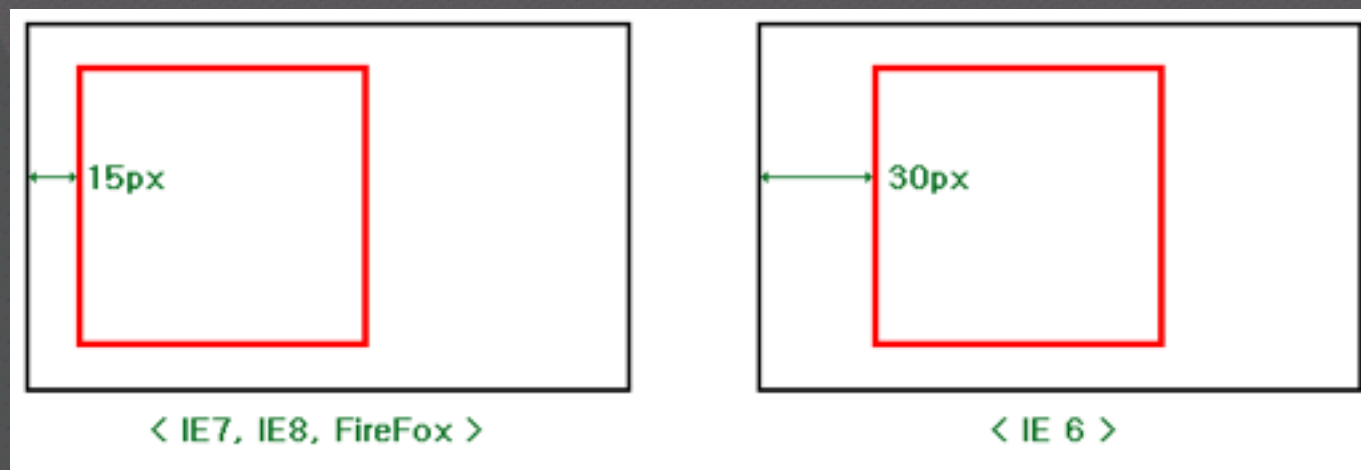 15px
30px
< IE7, IE8, FireFox >
< IE 6 >